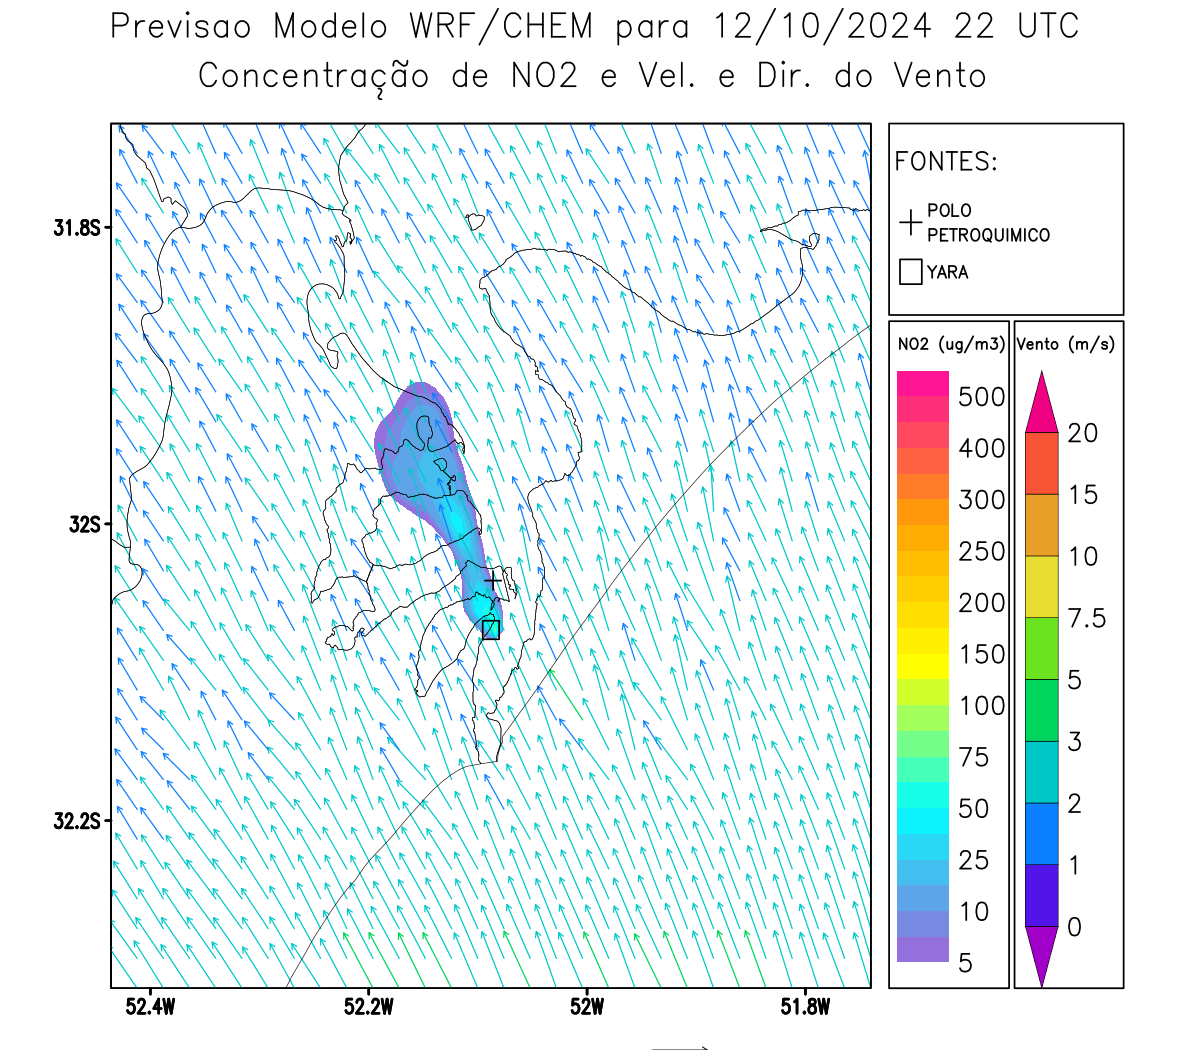 Previsao Modelo WRF/CHEM para 12/10/2024 22 UTC
Concentração de NO2 e Vel. e Dir. do Vento
FONTES:
POLO
PETROQUIMICO
YARA
NO2 (ug/m3)
500
400
300
250
200
150
100
75
50
25
10
5
Vento (m/s)
20
15
10
7.5
5
3
2
1
0
31.8S
32S
32.2S
52.4W
52.2W
52W
51.8W